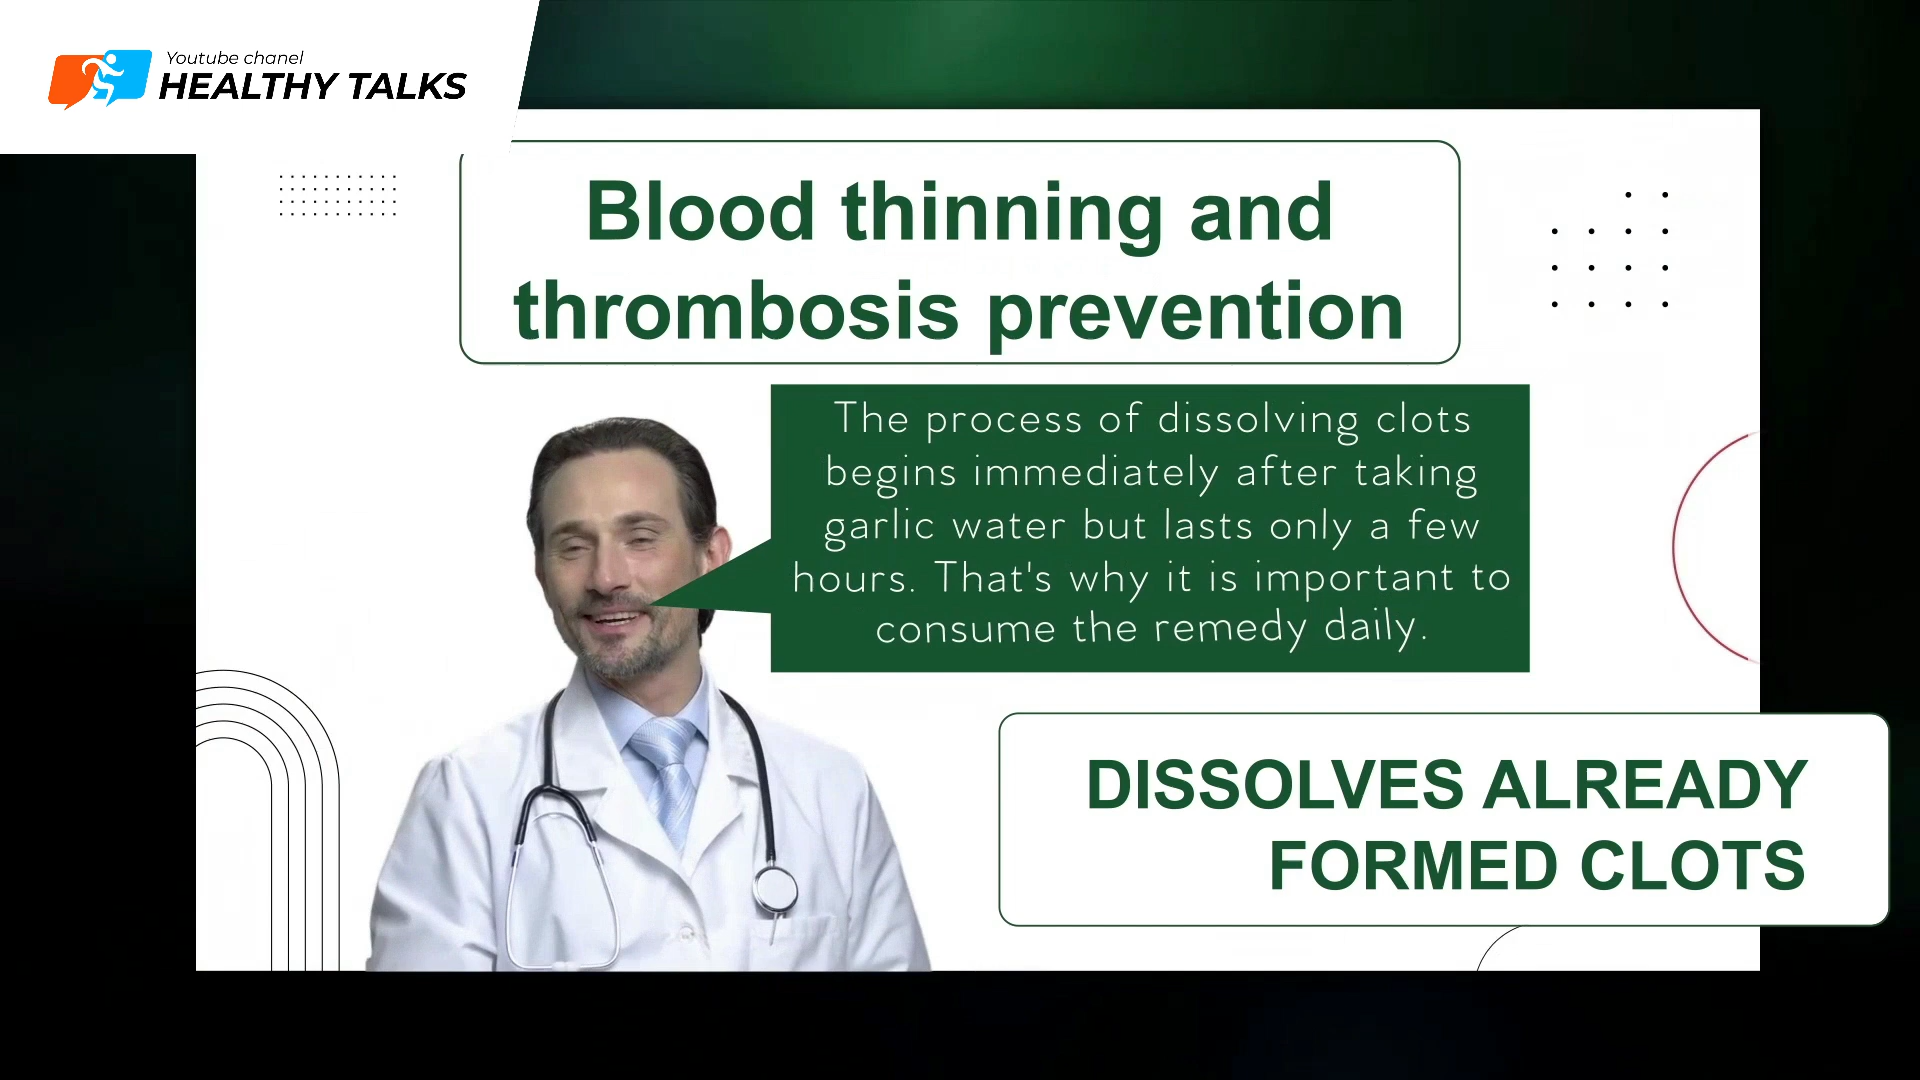 Youtube chanel
HEALTHY TALKS
Blood thinning and
thrombosis prevention
The process of dissolving clots
begins immediately after taking
garlic water but lasts only a few
hours. That's why it is important to
consume the remedy daily.
DISSOLVES ALREADY
FORMED CLOTS